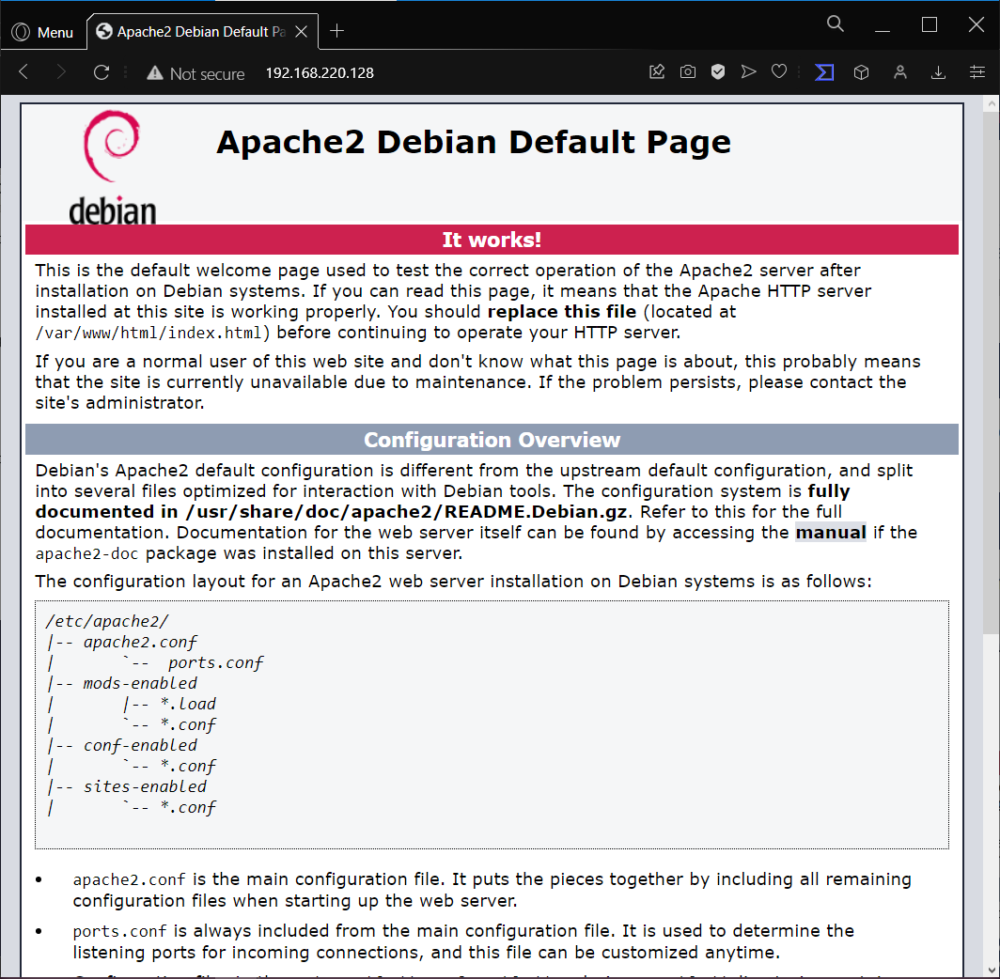 Menu
Apache2 Debian Default Pa
Not secure
192.168.220.128
debian
Apache2 Debian Default Page
It works!
This is the default welcome page used to test the correct operation of the Apache2 server after
installation on Debian systems. If you can read this page, it means that the Apache HTTP server
installed at this site is working properly. You should replace this file (located at
/var/www/html/index.html) before continuing to operate your HTTP server.
If you are a normal user of this web site and don't know what this page is about, this probably means
that the site is currently unavailable due to maintenance. If the problem persists, please contact the
site's administrator.
Configuration Overview
Debian's Apache2 default configuration is different from the upstream default configuration, and split
into several files optimized for interaction with Debian tools. The configuration system is fully
documented in /usr/share/doc/apache2/README.Debian.gz. Refer to this for the full
documentation. Documentation for the web server itself can be found by accessing the manual if the
apache2-doc package was installed on this server.
The configuration layout for an Apache2 web server installation on Debian systems is as follows:
/etc/apache2/
|-- apache2.conf
|       `--  ports.conf
|-- mods-enabled
|       |-- *.load
|       `-- *.conf
|-- conf-enabled
|       `-- *.conf
|-- sites-enabled
|       `-- *.conf
• apache2.conf is the main configuration file. It puts the pieces together by including all remaining
configuration files when starting up the web server.
• ports.conf is always included from the main configuration file. It is used to determine the
listening ports for incoming connections, and this file can be customized anytime.